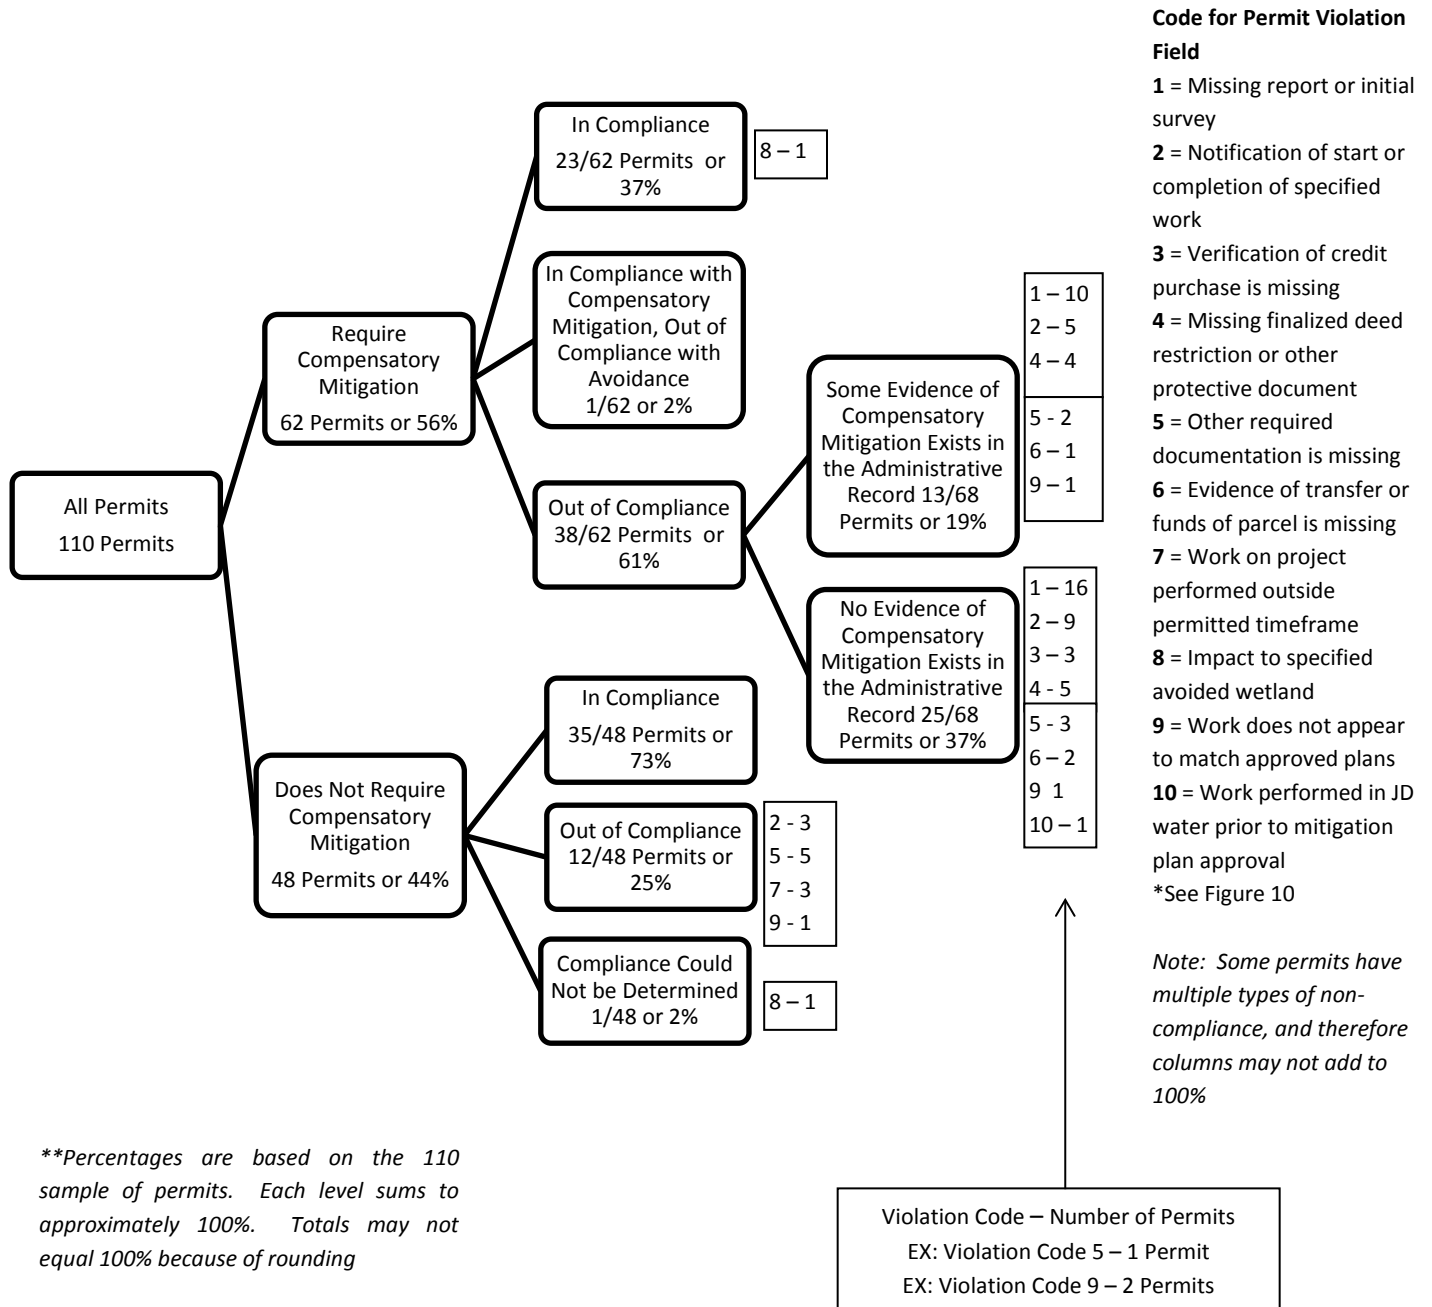 All Permits
110 Permits
Require
Compensatory
Mitigation
62 Permits or 56%
Does Not Require
Compensatory
Mitigation
48 Permits or 44%
In Compliance
23/62 Permits or
37%
8 – 1
In Compliance with
Compensatory
Mitigation, Out of
Compliance with
Avoidance
1/62 or 2%
Out of Compliance
38/62 Permits or
61%
In Compliance
35/48 Permits or
73%
Out of Compliance
12/48 Permits or
25%
2 - 3
5 - 5
7 - 3
9 - 1
Compliance Could
Not be Determined
1/48 or 2%
8 – 1
Some Evidence of
Compensatory
Mitigation Exists in
the Administrative
Record 13/68
Permits or 19%
1 – 10
2 – 5
4 – 4
5 - 2
6 – 1
9 – 1
No Evidence of
Compensatory
Mitigation Exists in
the Administrative
Record 25/68
Permits or 37%
1 – 16
2 – 9
3 – 3
4 - 5
5 - 3
6 – 2
9 1
10 – 1
Code for Permit Violation
Field
1 = Missing report or initial
survey
2 = Notification of start or
completion of specified
work
3 = Verification of credit
purchase is missing
4 = Missing finalized deed
restriction or other
protective document
5 = Other required
documentation is missing
6 = Evidence of transfer or
funds of parcel is missing
7 = Work on project
performed outside
permitted timeframe
8 = Impact to specified
avoided wetland
9 = Work does not appear
to match approved plans
10 = Work performed in JD
water prior to mitigation
plan approval
*See Figure 10
Note: Some permits have
multiple types of non-
compliance, and therefore
columns may not add to
100%
**Percentages are based on the 110
sample of permits. Each level sums to
approximately 100%. Totals may not
equal 100% because of rounding
Violation Code – Number of Permits
EX: Violation Code 5 – 1 Permit
EX: Violation Code 9 – 2 Permits